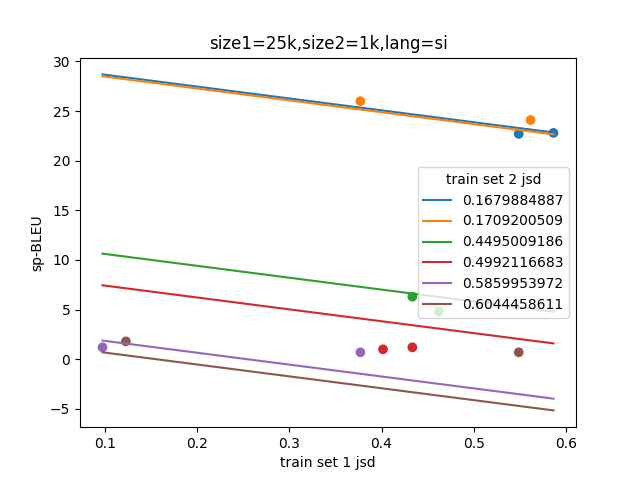 size1=25k,size2=1k,lang=si
sp-BLEU
30
25
20
15
10
5
0
−5
train set 2 jsd
0.1679884887
0.1709200509
0.4495009186
0.4992116683
0.5859953972
0.6044458611
0.1 0.2 0.3 0.4 0.5 0.6
train set 1 jsd